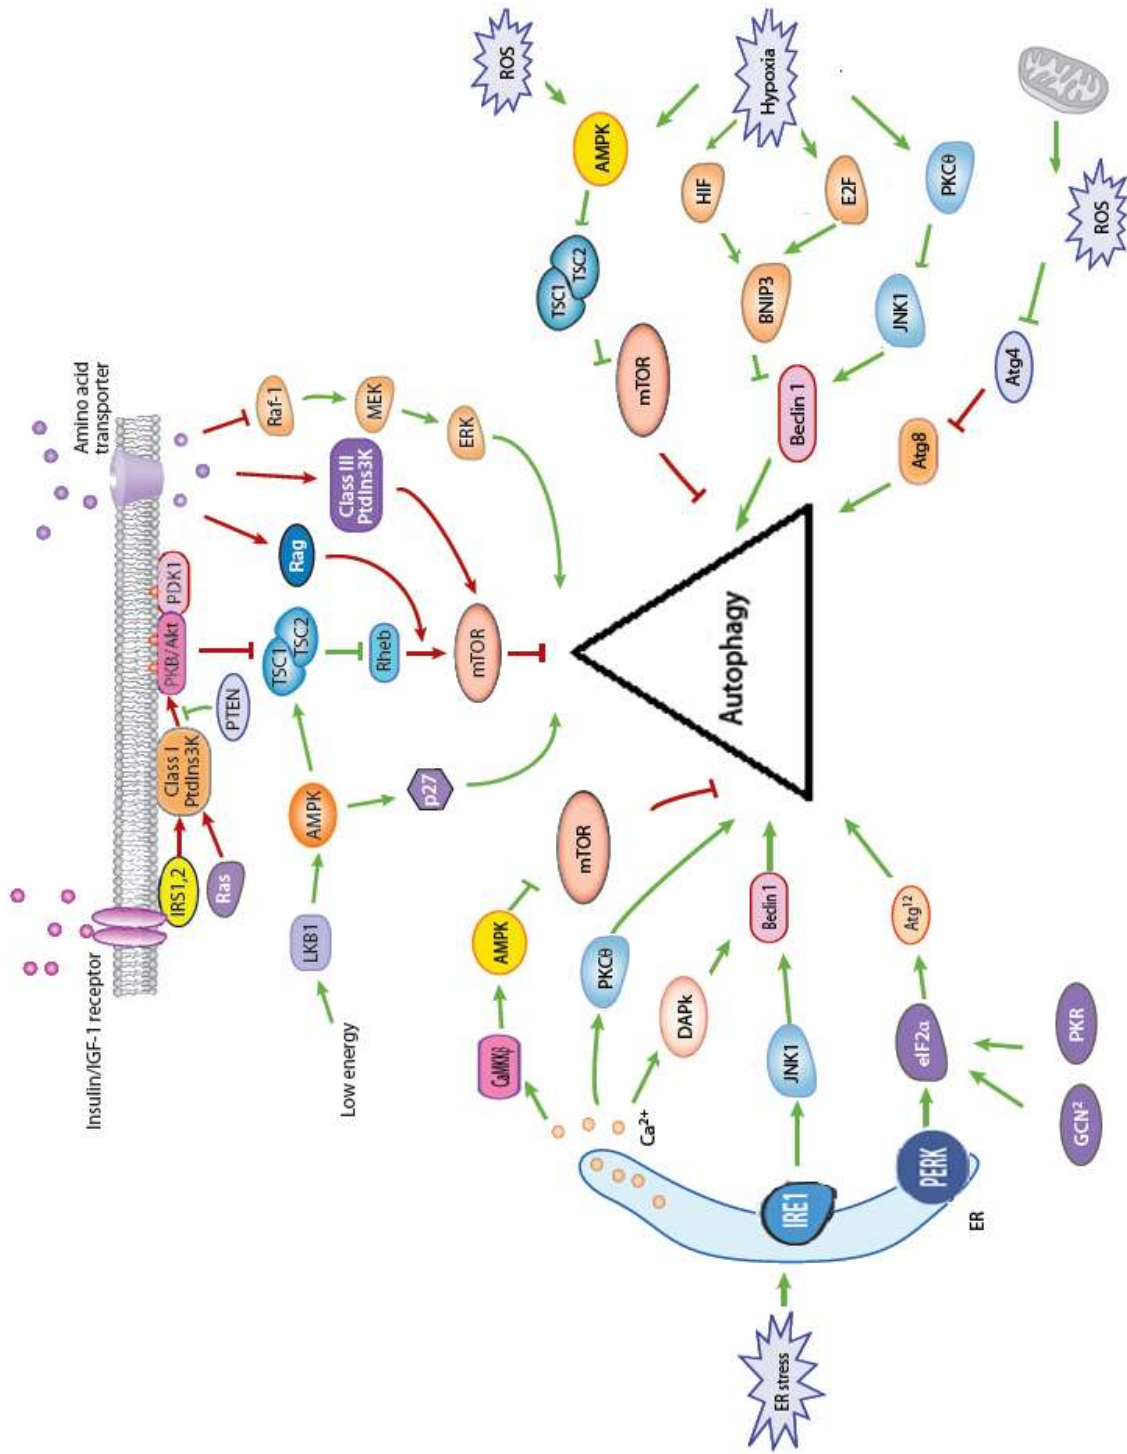 Insulin/IGF-1 receptor
Amino acid
transporter
IRS1,2
Ras
Class I
PtdIns3K
PTEN
PKB/Akt
PDK1
LKB1
Low energy
AMPK
p27
TSC1
TSC2
Rheb
Rag
Class III
PtdIns3K
mTOR
Raf-1
MEK
ERK
ROS
AMPK
TSC1
TSC2
mTOR
Hypoxia
HIF
E2F
BNIP3
Beclin 1
PKCθ
JNK1
ROS
Atg4
Atg8
Autophagy
CaMKKβ
AMPK
mTOR
PKCθ
DAPk
Ca2+
Beclin 1
JNK1
IRE1
ER stress
PERK
ER
eIF2α
Atg12
GCN2
PKR